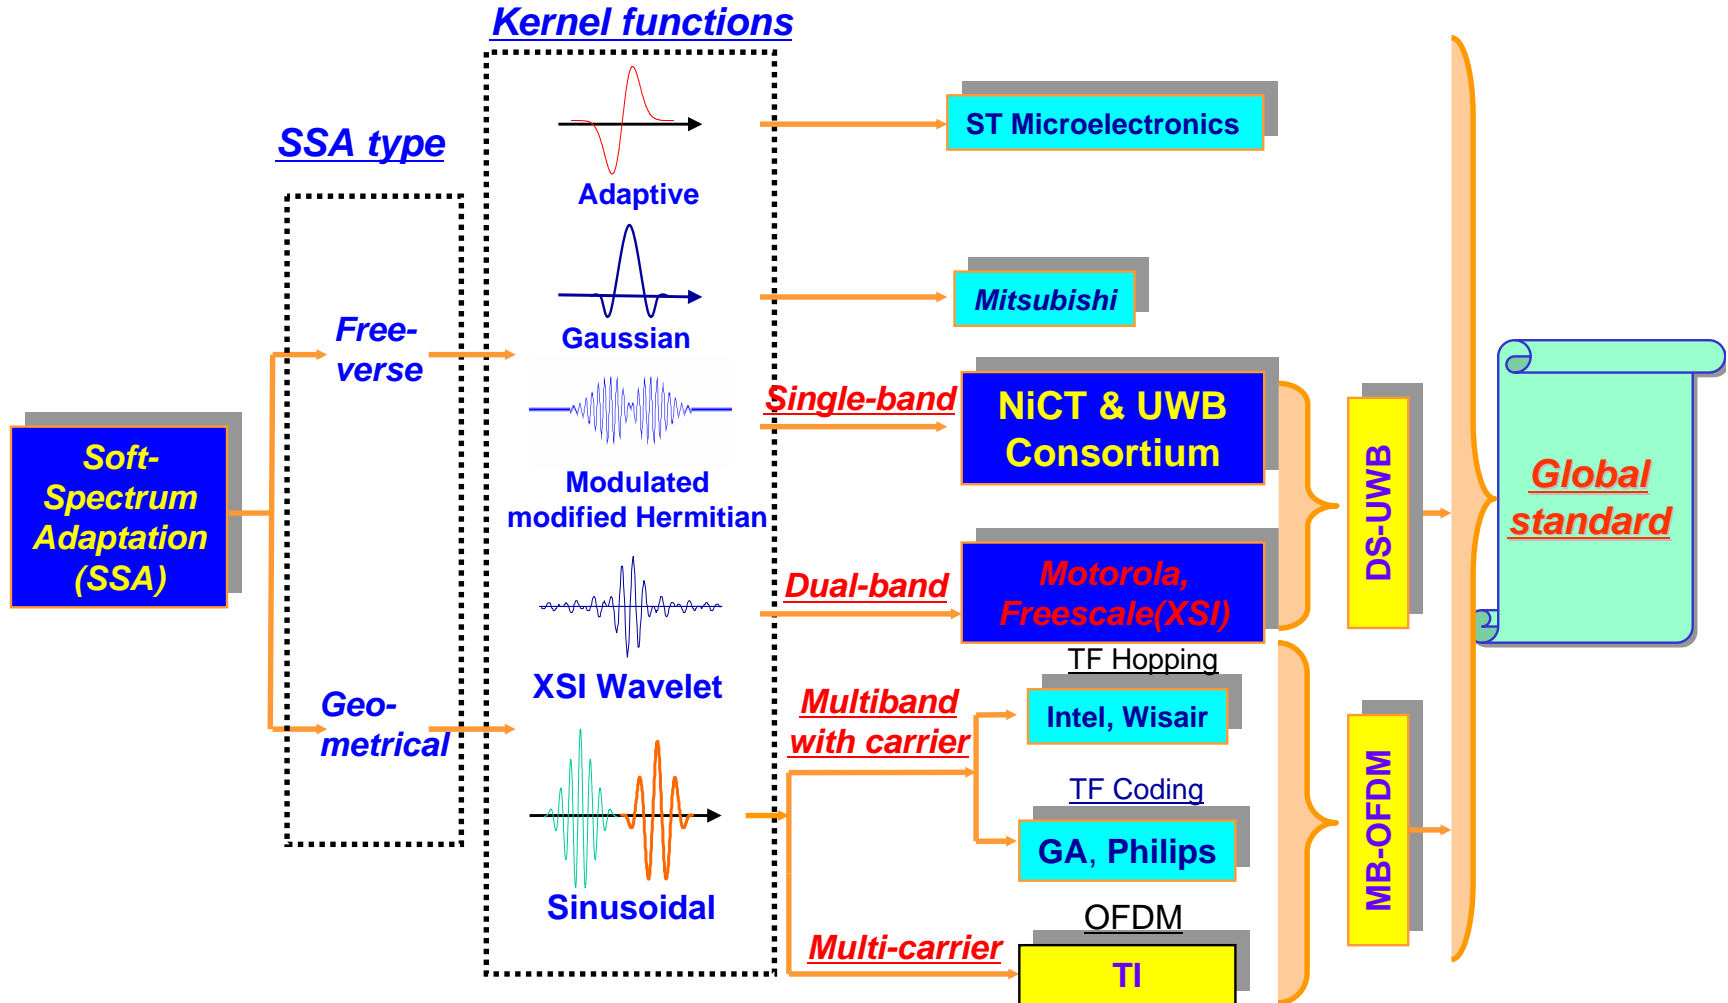 Kernel functions
SSA type
Soft-
Spectrum
Adaptation
(SSA)
Free-
verse
Geo-
metrical
Adaptive
Gaussian
Modulated
modified Hermitian
XSI Wavelet
Sinusoidal
ST Microelectronics
Mitsubishi
Single-band
NiCT & UWB
Consortium
Dual-band
Motorola,
Freescale(XSI)
Multiband
with carrier
TF Hopping
Intel, Wisair
TF Coding
GA, Philips
Multi-carrier
OFDM
TI
DS-UWB
MB-OFDM
Global
standard